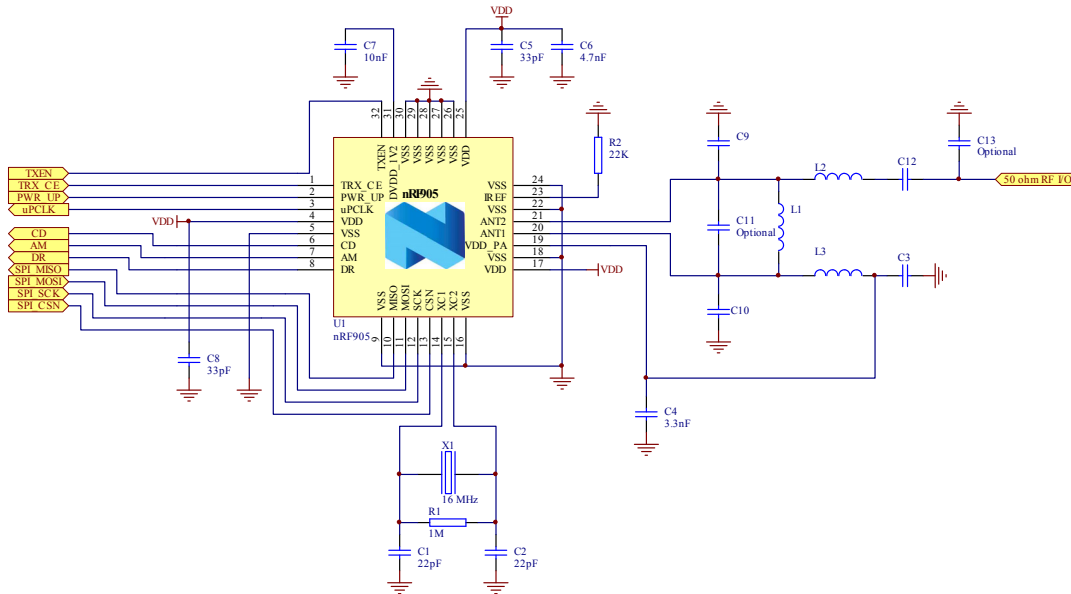 VDD
C7
10nF
C5
33pF
C6
4.7nF
32
31
30
29
28
27
26
25
TXEN
DVDD_1V2
VSS
VSS
VSS
VSS
VSS
VDD
R2
22K
C9
C13
Optional
L2
C12
50 ohm RF I/O
TXEN
TRX_CE
PWR_UP
uPCLK
CD
AM
DR
SPI_MISO
SPI_MOSI
SPI_SCK
SPI_CSN
VDD
1
2
3
4
5
6
7
8
TRX_CE
PWR_UP
uPCLK
VDD
VSS
CD
AM
DR
nRF905
VSS
IREF
VSS
ANT2
ANT1
VDD_PA
VSS
VDD
24
23
22
21
20
19
18
17
VDD
C11
Optional
L1
L3
C3
C10
VSS
MISO
MOSI
SCK
CSN
XC1
XC2
VSS
U1
nRF905
9
10
11
12
13
14
15
16
C8
33pF
C4
3.3nF
X1
16 MHz
R1
1M
C1
22pF
C2
22pF